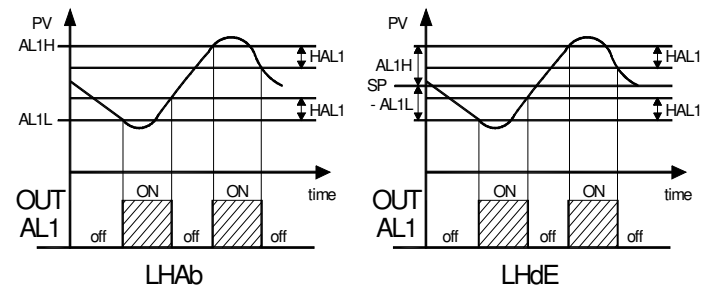 PV
AL1H
HAL1
HAL1
AL1L
time
ON
ON
OUT
AL1
off
off
off
LHAb
PV
AL1H
HAL1
SP
- AL1L
HAL1
time
ON
ON
OUT
AL1
off
off
off
LHdE